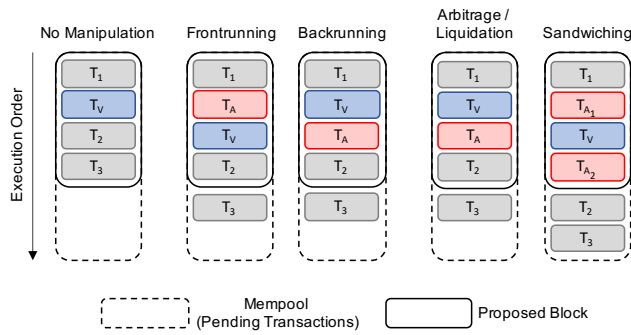 No Manipulation
Frontrunning
Backrunning
Arbitrage /
Liquidation
Sandwiching
Execution Order
T1
TV
T2
T3
T1
TA
TV
T2
T3
T1
TV
TA
T2
T3
T1
TV
TA
T2
T3
T1
TA1
TV
TA2
T2
T3
Mempool
(Pending Transactions)
Proposed Block